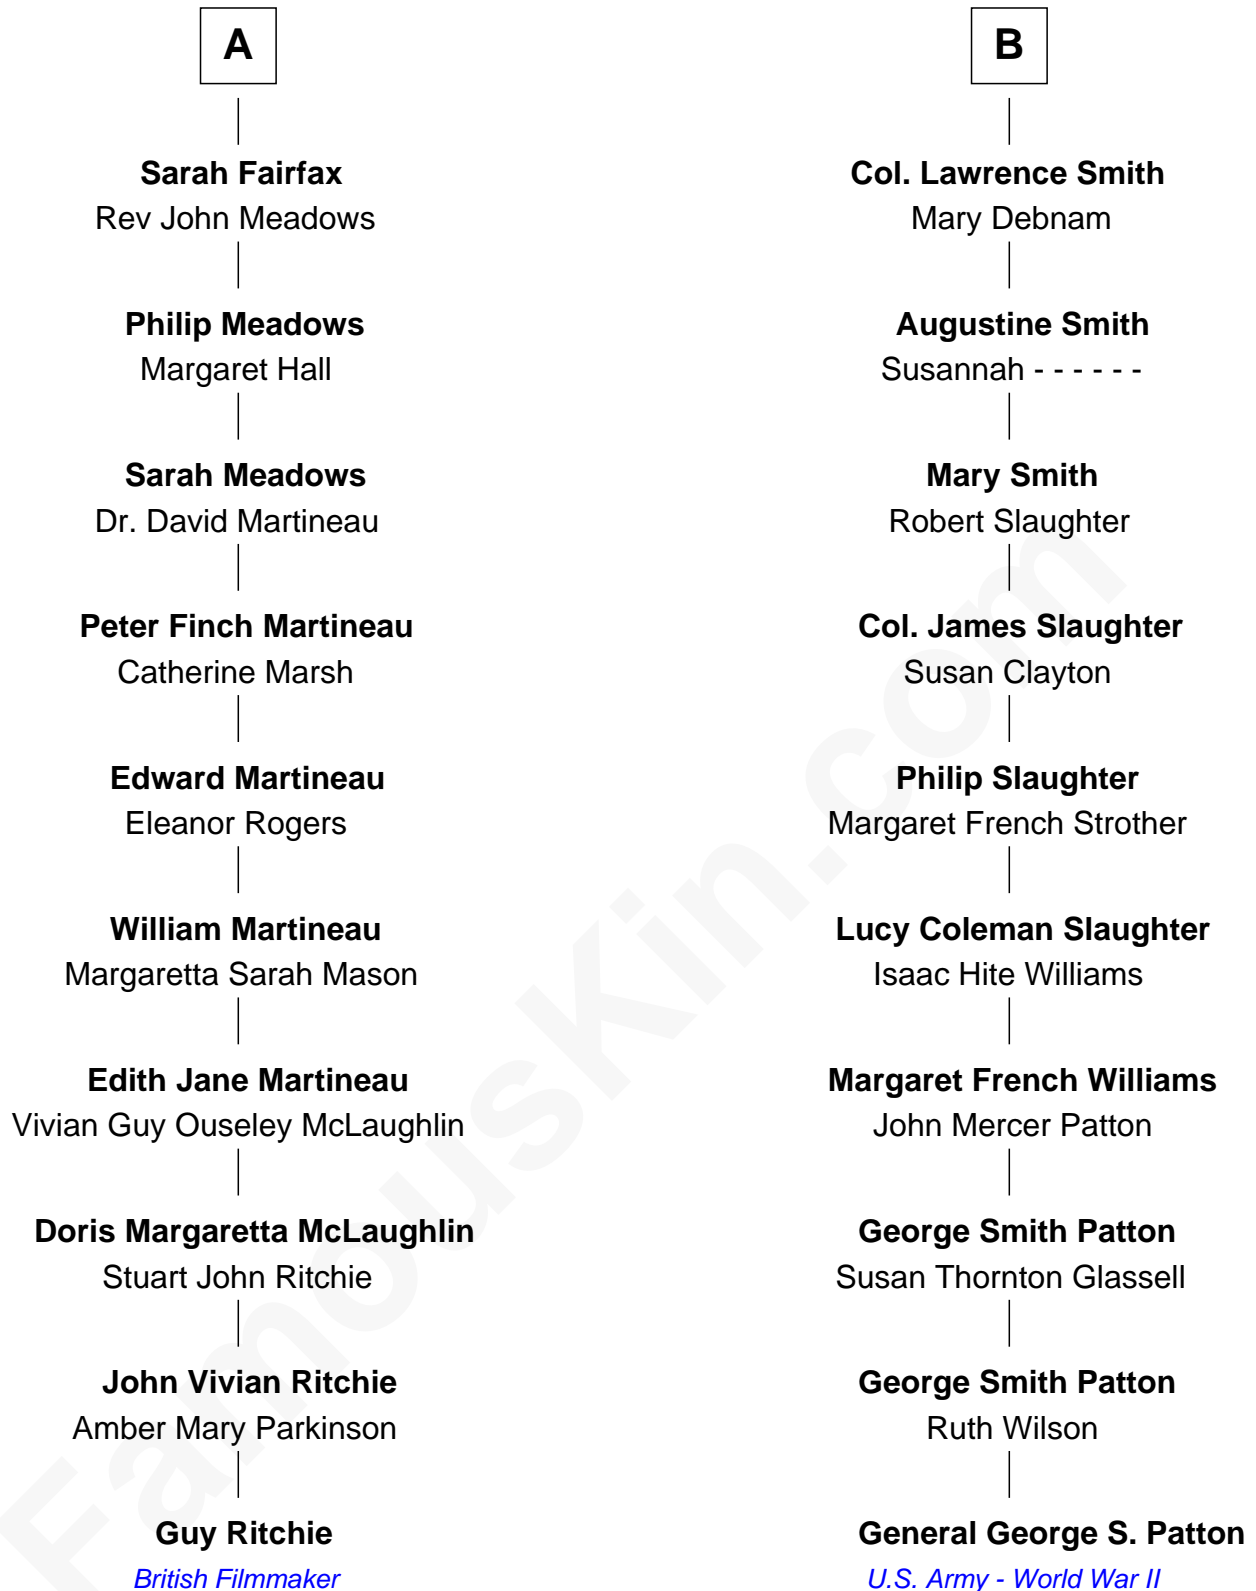 A
Sarah Fairfax
Rev John Meadows
Philip Meadows
Margaret Hall
Sarah Meadows
Dr. David Martineau
Peter Finch Martineau
Catherine Marsh
Edward Martineau
Eleanor Rogers
William Martineau
Margaretta Sarah Mason
Edith Jane Martineau
Vivian Guy Ouseley McLaughlin
Doris Margaretta McLaughlin
Stuart John Ritchie
John Vivian Ritchie
Amber Mary Parkinson
Guy Ritchie
British Filmmaker
B
Col. Lawrence Smith
Mary Debnam
Augustine Smith
Susannah - - - - - -
Mary Smith
Robert Slaughter
Col. James Slaughter
Susan Clayton
Philip Slaughter
Margaret French Strother
Lucy Coleman Slaughter
Isaac Hite Williams
Margaret French Williams
John Mercer Patton
George Smith Patton
Susan Thornton Glassell
George Smith Patton
Ruth Wilson
General George S. Patton
U.S. Army - World War II
FamousKin.com